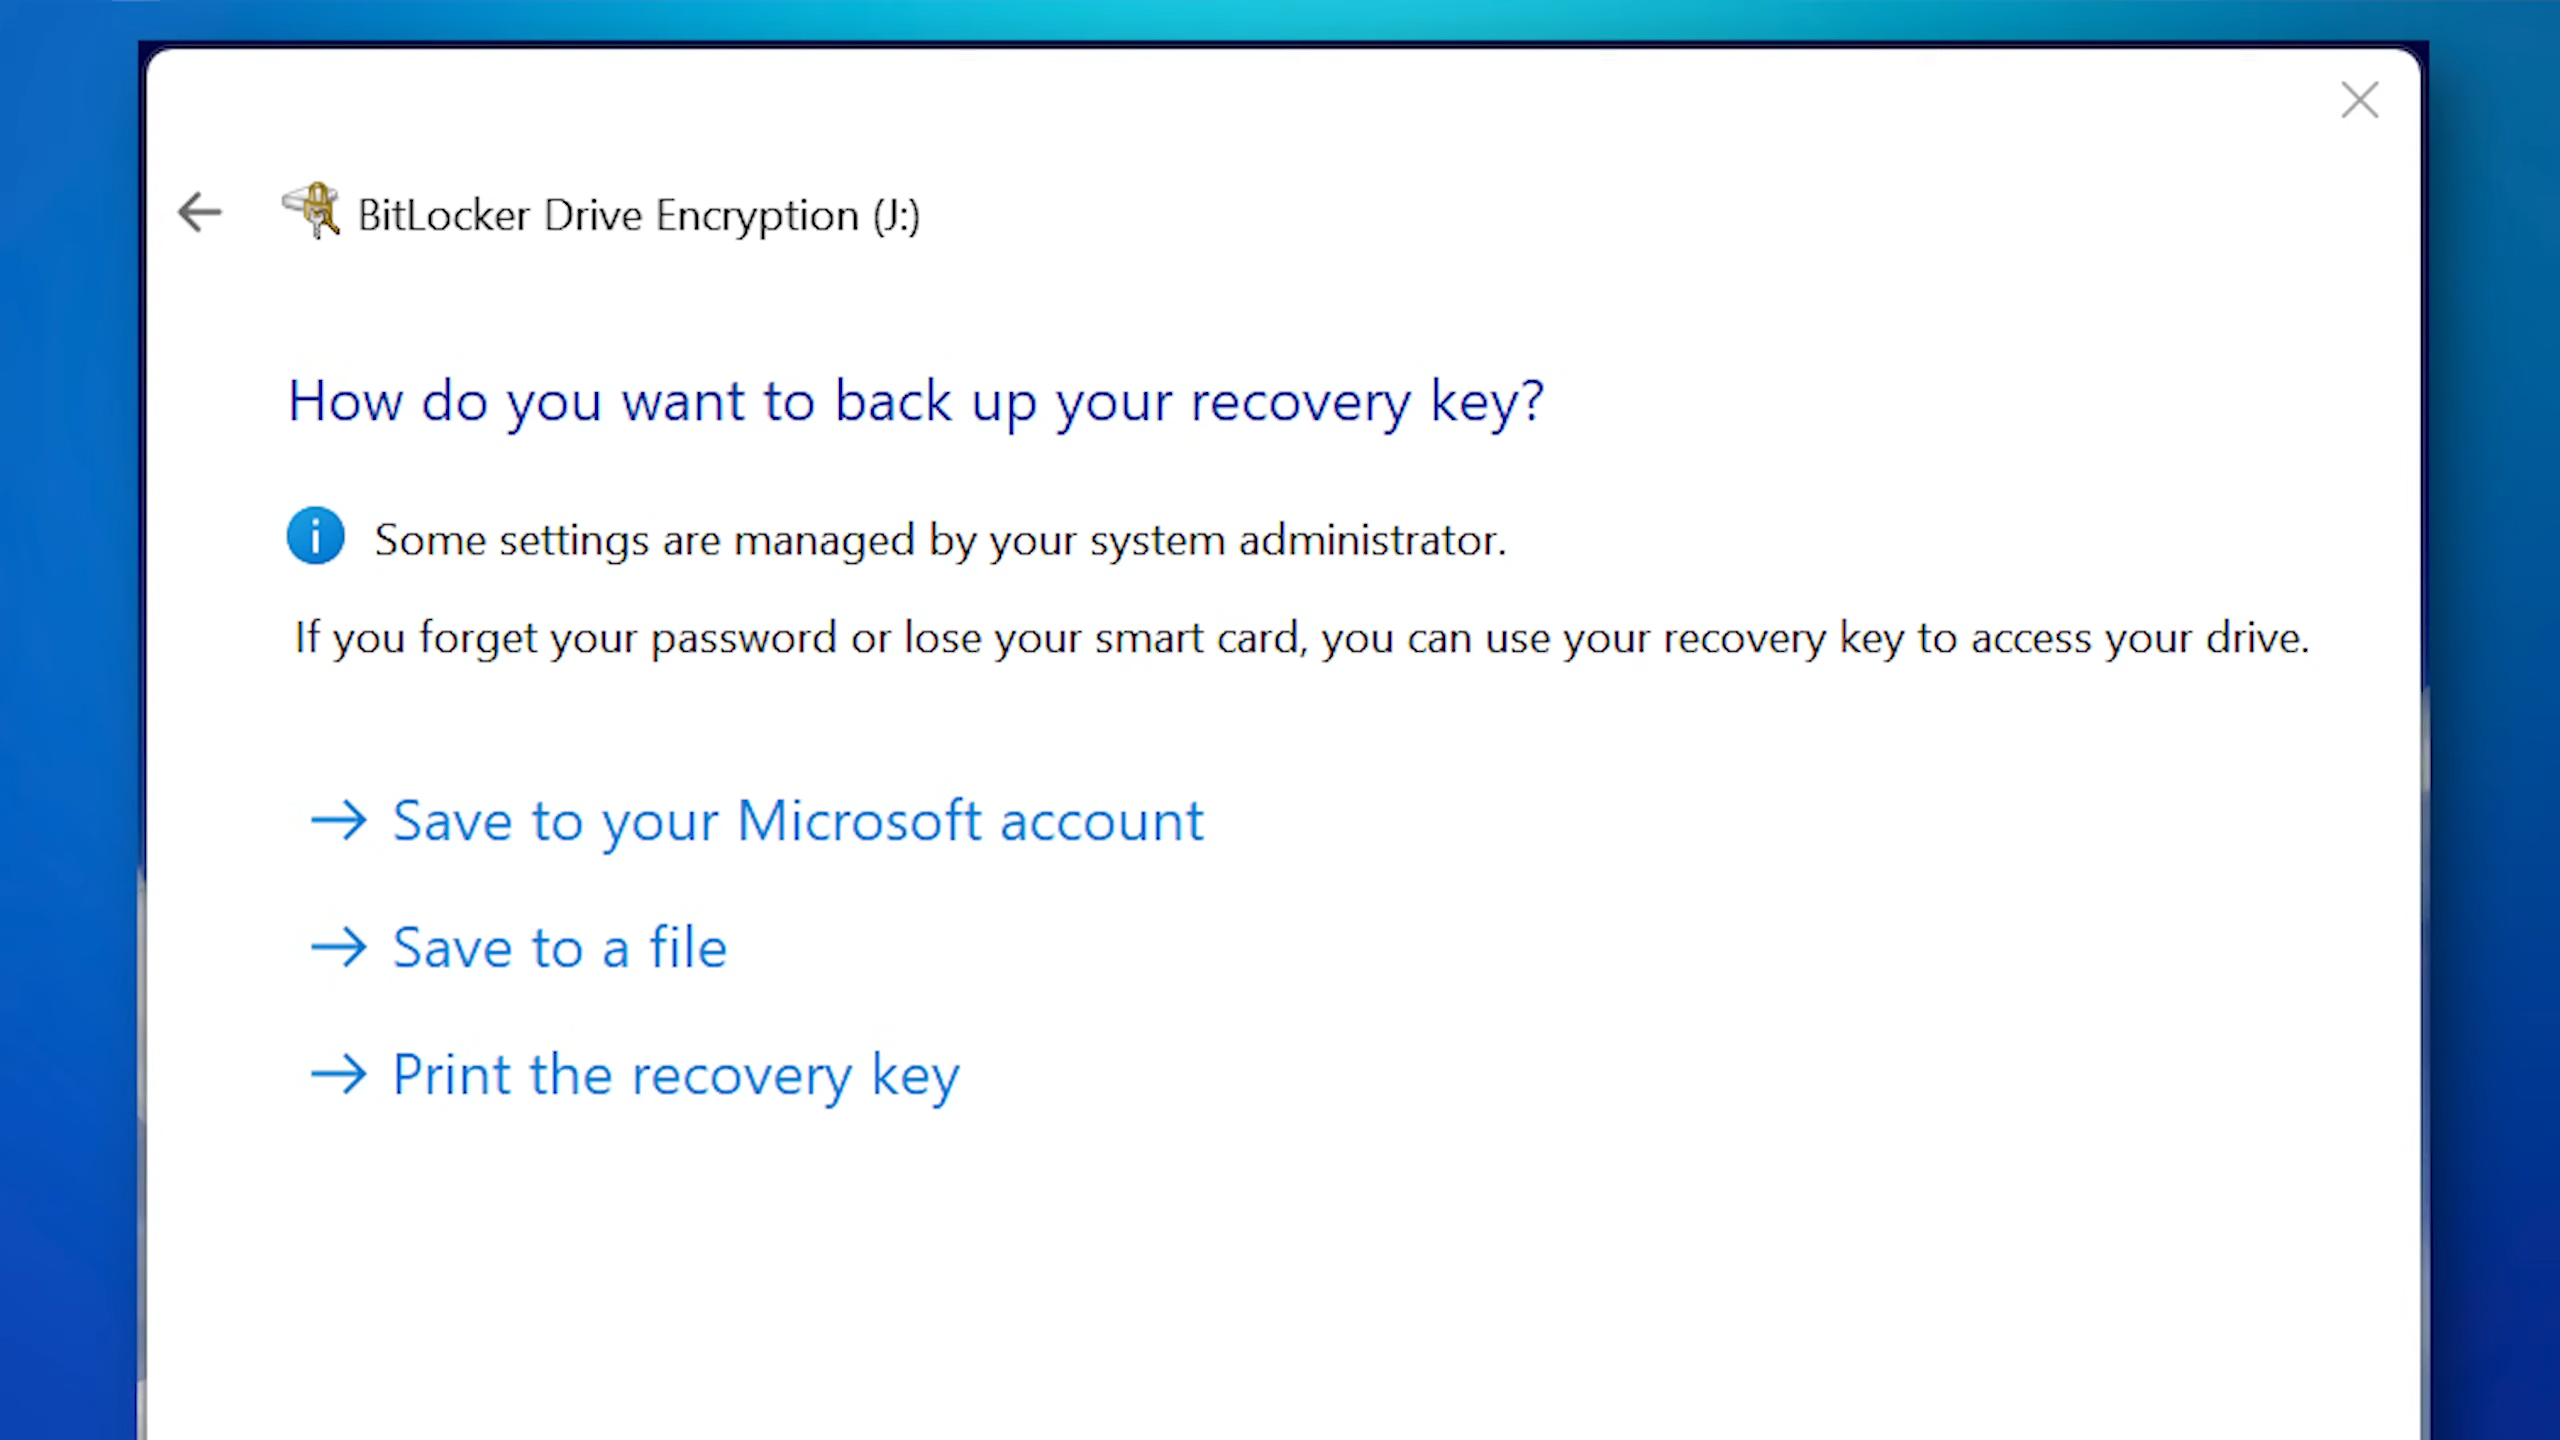 BitLocker Drive Encryption (J:)
How do you want to back up your recovery key?
Some settings are managed by your system administrator.
If you forget your password or lose your smart card, you can use your recovery key to access your drive.
Save to your Microsoft account
Save to a file
Print the recovery key